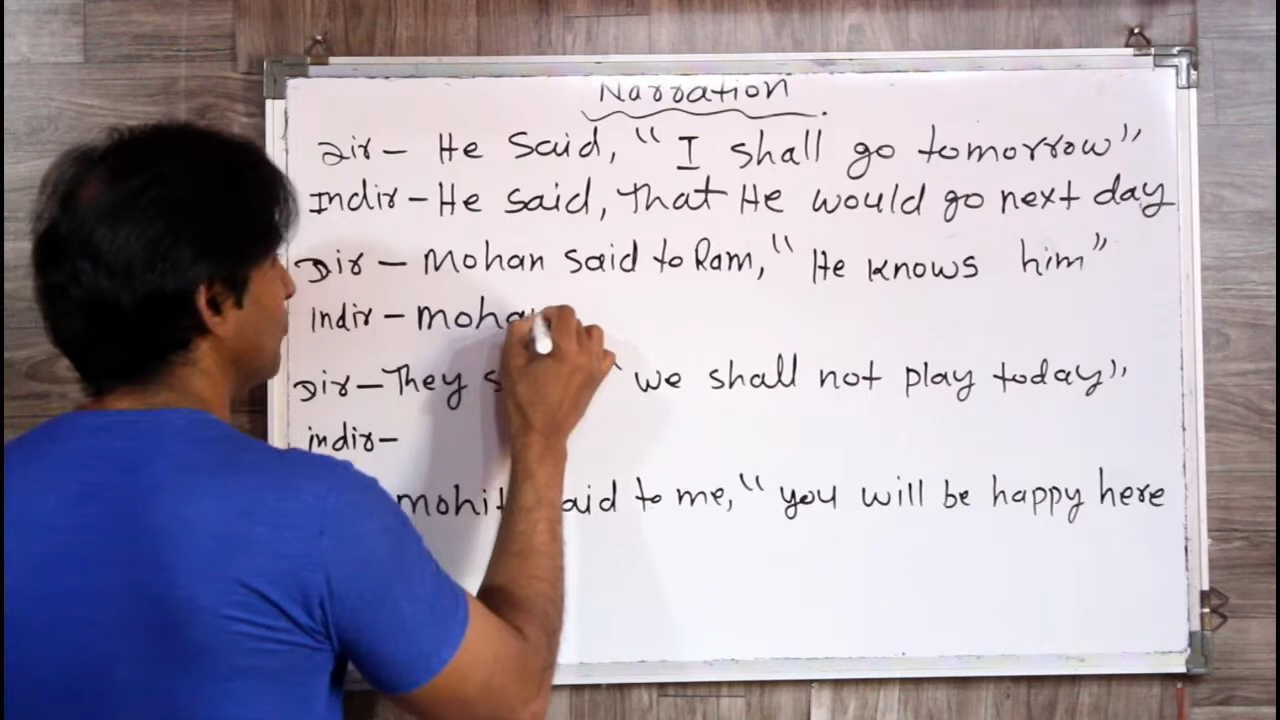 Narration
Dir- He said, "I shall go tomorrow"
Indir- He said, That He would go next day
Dir - Mohan said to Ram, "He knows him"
Indir - Moha
Dir- They "we shall not play today"
indir-
mohit said to me, "you will be happy here